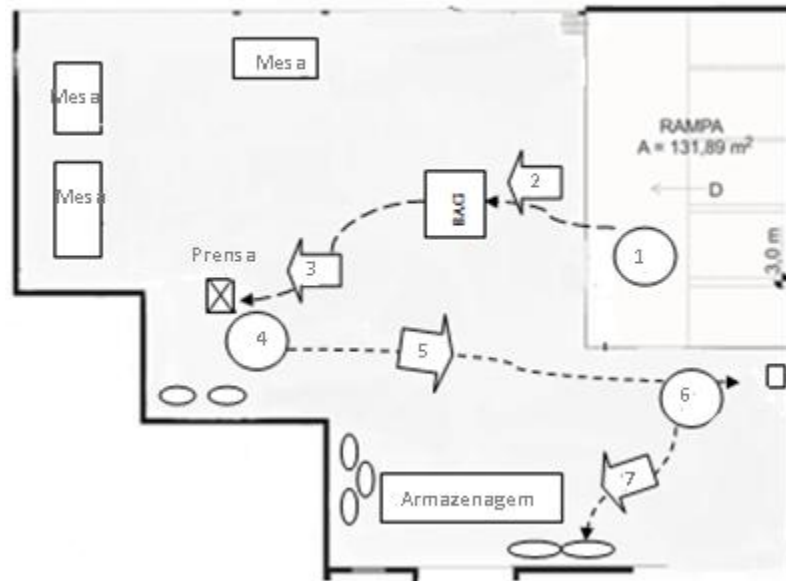 Mesa
Mesa
Mesa
RAMPA
A = 131,89 m²
D
3,0 m
2
BAG
1
Prensa
3
4
5
6
7
Armazenagem